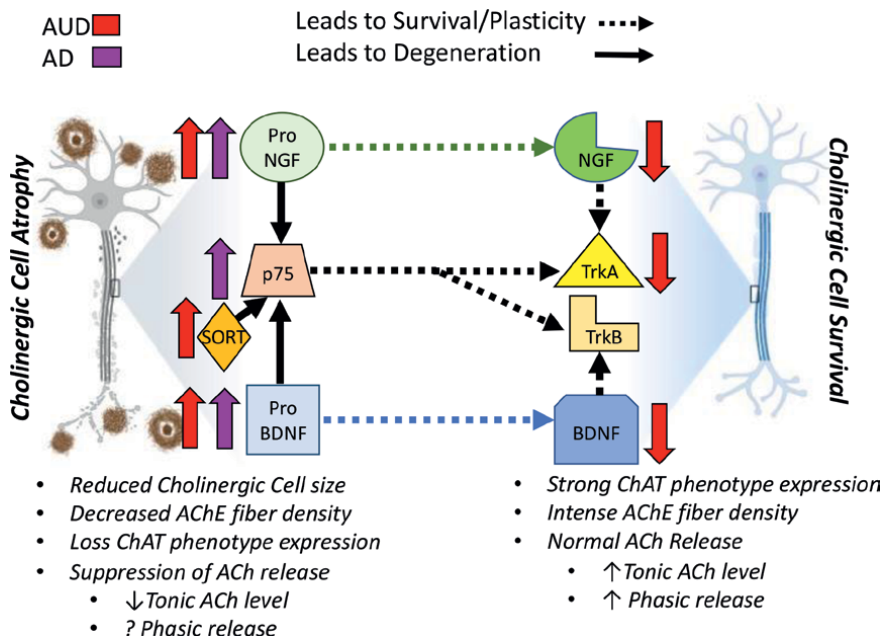 AUD
AD
Leads to Survival/Plasticity
Leads to Degeneration
Cholinergic Cell Atrophy
Pro
NGF
NGF
p75
TrkA
SORT
TrkB
Pro
BDNF
BDNF
Cholinergic Cell Survival
• Reduced Cholinergic Cell size
• Decreased AChE fiber density
• Loss ChAT phenotype expression
• Suppression of ACh release
• ↓Tonic ACh level
• ? Phasic release
• Strong ChAT phenotype expression
• Intense AChE fiber density
• Normal ACh Release
• ↑Tonic ACh level
• ↑ Phasic release